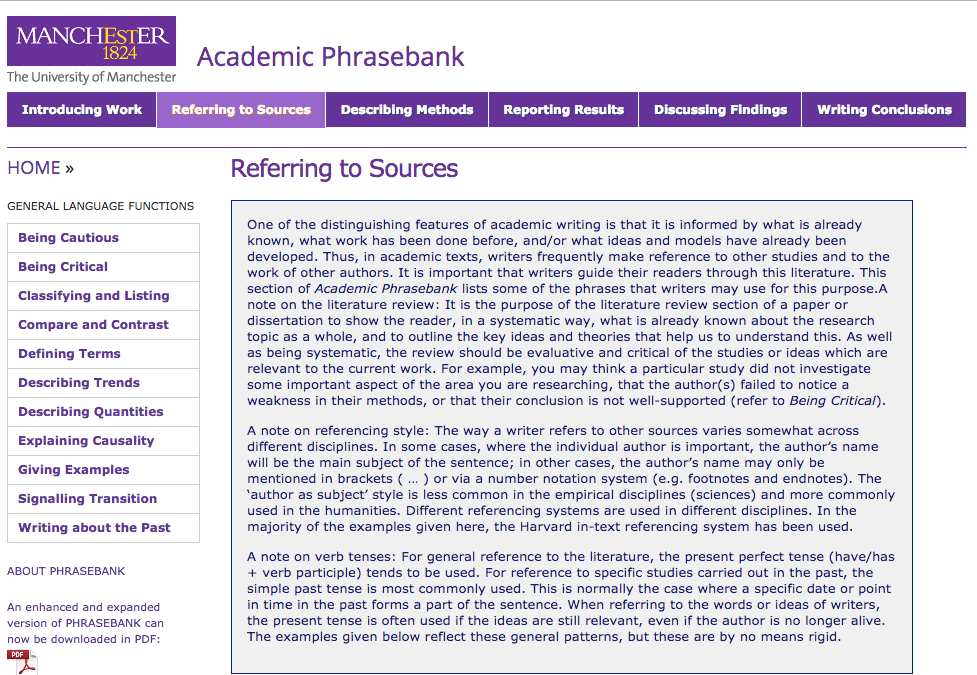 MANCHESTER
1824
The University of Manchester
Academic Phrasebank
Introducing Work
Referring to Sources
Describing Methods
Reporting Results
Discussing Findings
Writing Conclusions
HOME »
GENERAL LANGUAGE FUNCTIONS
Being Cautious
Being Critical
Classifying and Listing
Compare and Contrast
Defining Terms
Describing Trends
Describing Quantities
Explaining Causality
Giving Examples
Signalling Transition
Writing about the Past
ABOUT PHRASEBANK
An enhanced and expanded
version of PHRASEBANK can
now be downloaded in PDF:
PDF
Referring to Sources
One of the distinguishing features of academic writing is that it is informed by what is already
known, what work has been done before, and/or what ideas and models have already been
developed. Thus, in academic texts, writers frequently make reference to other studies and to the
work of other authors. It is important that writers guide their readers through this literature. This
section of Academic Phrasebank lists some of the phrases that writers may use for this purpose.A
note on the literature review: It is the purpose of the literature review section of a paper or
dissertation to show the reader, in a systematic way, what is already known about the research
topic as a whole, and to outline the key ideas and theories that help us to understand this. As well
as being systematic, the review should be evaluative and critical of the studies or ideas which are
relevant to the current work. For example, you may think a particular study did not investigate
some important aspect of the area you are researching, that the author(s) failed to notice a
weakness in their methods, or that their conclusion is not well-supported (refer to Being Critical).
A note on referencing style: The way a writer refers to other sources varies somewhat across
different disciplines. In some cases, where the individual author is important, the author’s name
will be the main subject of the sentence; in other cases, the author’s name may only be
mentioned in brackets ( … ) or via a number notation system (e.g. footnotes and endnotes). The
‘author as subject’ style is less common in the empirical disciplines (sciences) and more commonly
used in the humanities. Different referencing systems are used in different disciplines. In the
majority of the examples given here, the Harvard in-text referencing system has been used.
A note on verb tenses: For general reference to the literature, the present perfect tense (have/has
+ verb participle) tends to be used. For reference to specific studies carried out in the past, the
simple past tense is most commonly used. This is normally the case where a specific date or point
in time in the past forms a part of the sentence. When referring to the words or ideas of writers,
the present tense is often used if the ideas are still relevant, even if the author is no longer alive.
The examples given below reflect these general patterns, but these are by no means rigid.